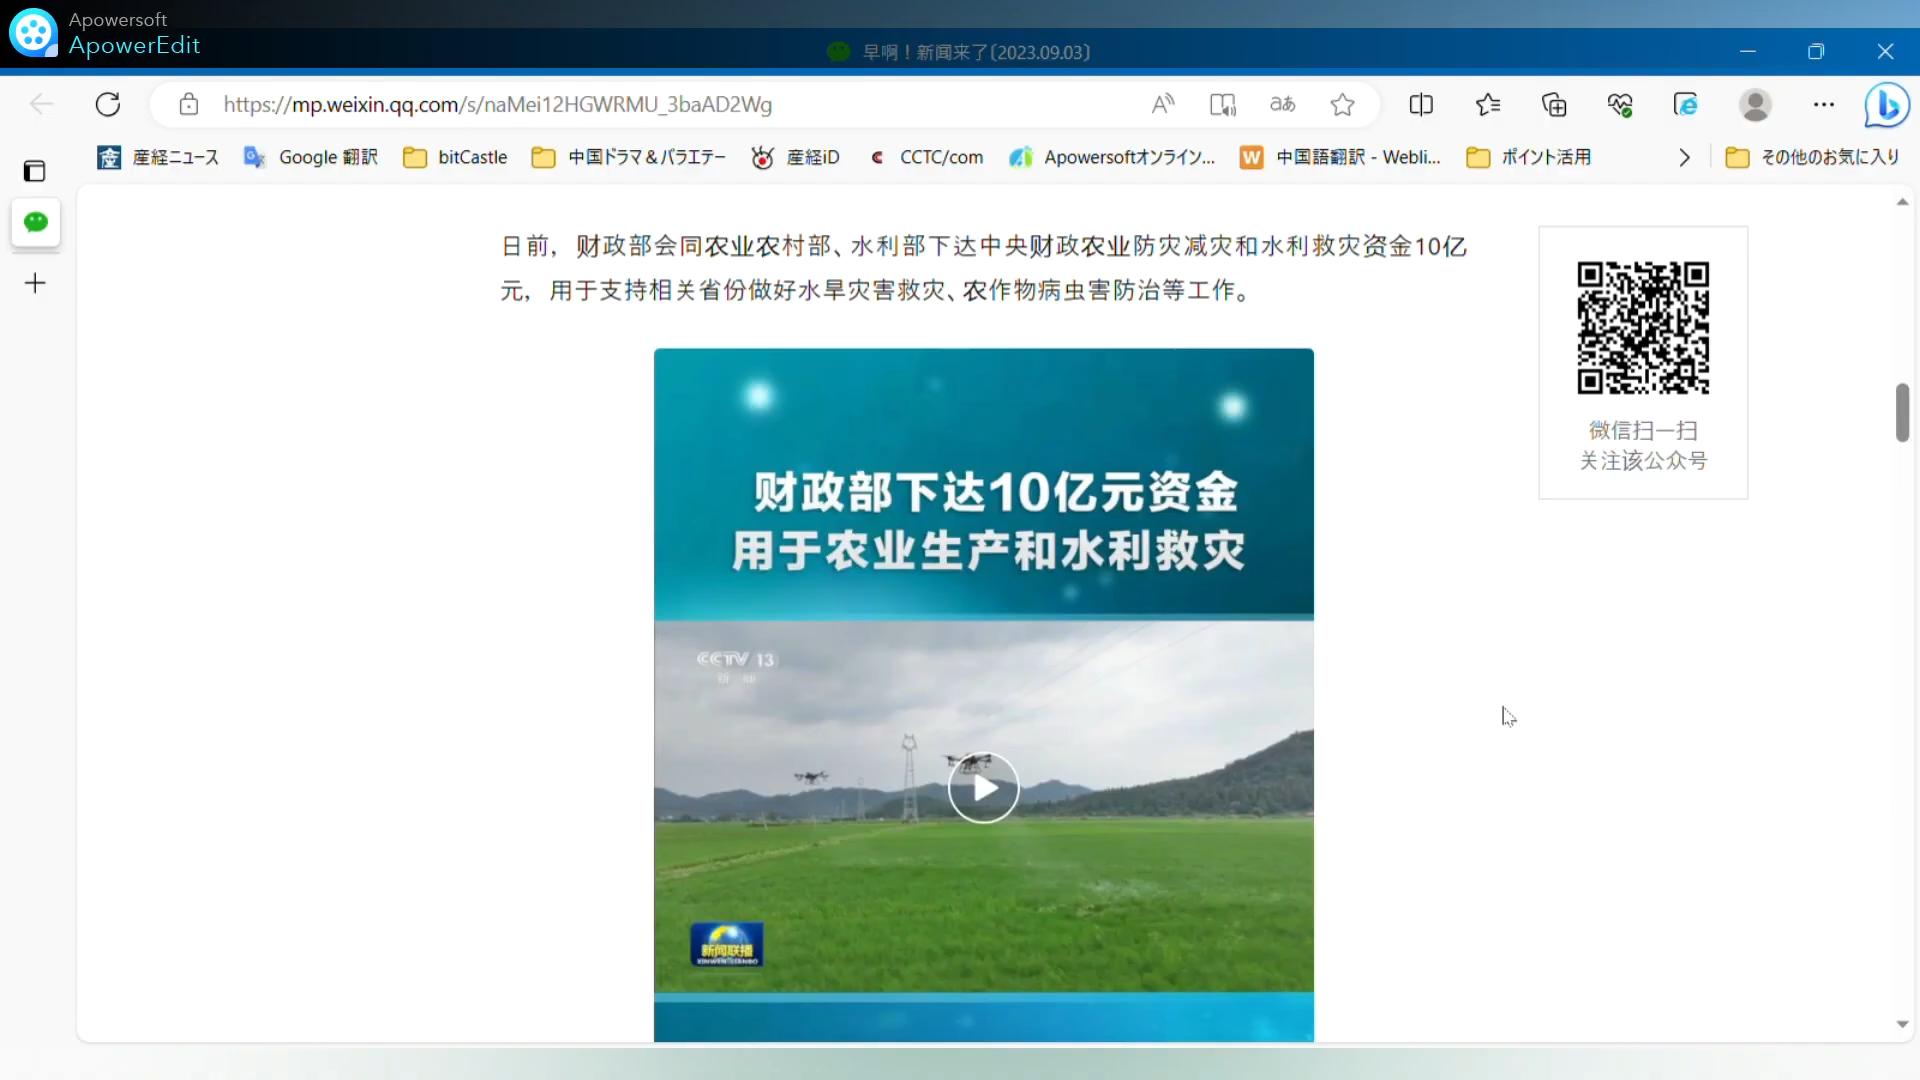 Apowersoft
ApowerEdit
早啊！新闻来了〔2023.09.03〕
https://mp.weixin.qq.com/s/naMei12HGWRMU_3baAD2Wg
産経ニュース
Google 翻訳
bitCastle
中国ドラマ＆バラエテー
産経iD
CCTC/com
Apowersoftオンライン...
中国語翻訳 - Webli...
ポイント活用
その他のお気に入り
日前，财政部会同农业农村部、水利部下达中央财政农业防灾减灾和水利救灾资金10亿
元，用于支持相关省份做好水旱灾害救灾、农作物病虫害防治等工作。
微信扫一扫
关注该公众号
财政部下达10亿元资金
用于农业生产和水利救灾
CCTV 13
新闻
新闻联播
XINWEN LIANBO